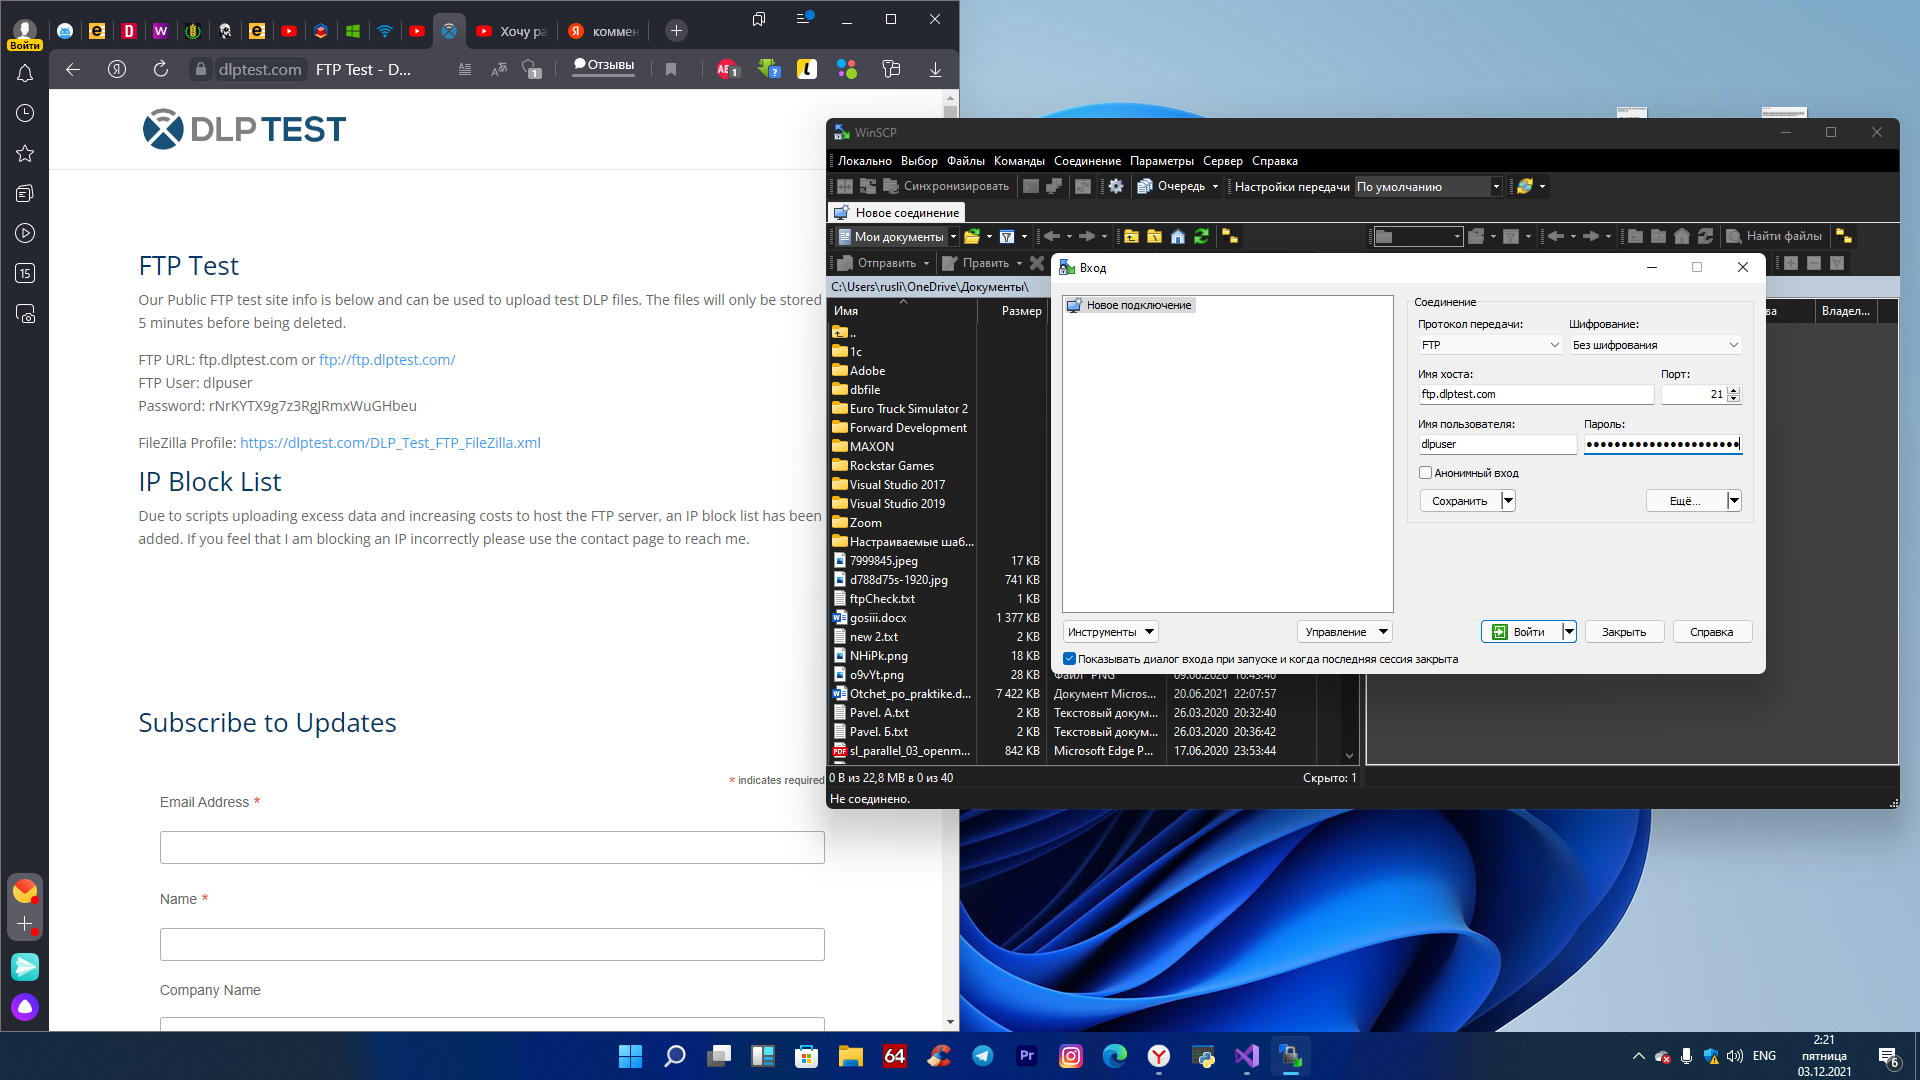 Войти
Хочу ра
коммен
dlptest.com
FTP Test - D...
Отзывы
DLPTEST
FTP Test
Our Public FTP test site info is below and can be used to upload test DLP files. The files will only be stored
5 minutes before being deleted.
FTP URL: ftp.dlptest.com or ftp://ftp.dlptest.com/
FTP User: dlpuser
Password: rNrKYTX9g7z3RgJRmxWuGHbeu
FileZilla Profile: https://dlptest.com/DLP_Test_FTP_FileZilla.xml
IP Block List
Due to scripts uploading excess data and increasing costs to host the FTP server, an IP block list has been
added. If you feel that I am blocking an IP incorrectly please use the contact page to reach me.
Subscribe to Updates
* indicates required
Email Address *
Name *
Company Name
WinSCP
Локально Выбор Файлы Команды Соединение Параметры Сервер Справка
Синхронизировать
Очередь
Настройки передачи
По умолчанию
Новое соединение
Мои документы
Найти файлы
Отправить
Править
C:\Users\rusli\OneDrive\Документы\
Имя Размер
ва
Владел...
..
1c
Adobe
dbfile
Euro Truck Simulator 2
Forward Development
MAXON
Rockstar Games
Visual Studio 2017
Visual Studio 2019
Zoom
Настраиваемые шаб...
7999845.jpeg 17 KB
d788d75s-1920.jpg 741 KB
ftpCheck.txt 1 KB
gosiii.docx 1 377 KB
new 2.txt 2 KB
NHiPk.png 18 KB
o9vYt.png 28 KB Файл "PNG" 09.06.2020 16:43:40
Otchet_po_praktike.d... 7 422 KB Документ Micros... 20.06.2021 22:07:57
Pavel. A.txt 2 KB Текстовый докум... 26.03.2020 20:32:40
Pavel. Б.txt 2 KB Текстовый докум... 26.03.2020 20:36:42
sl_parallel_03_openm... 842 KB Microsoft Edge P... 17.06.2020 23:53:44
0 B из 22,8 MB в 0 из 40
Скрыто: 1
Не соединено.
Вход
Новое подключение
Соединение
Протокол передачи:
Шифрование:
FTP
Без шифрования
Имя хоста:
Порт:
ftp.dlptest.com
21
Имя пользователя:
Пароль:
dlpuser
Анонимный вход
Сохранить
Ещё...
Инструменты
Управление
Войти
Закрыть
Справка
Показывать диалог входа при запуске и когда последняя сессия закрыта
15
64
Pr
ENG
2:21
пятница
03.12.2021
6